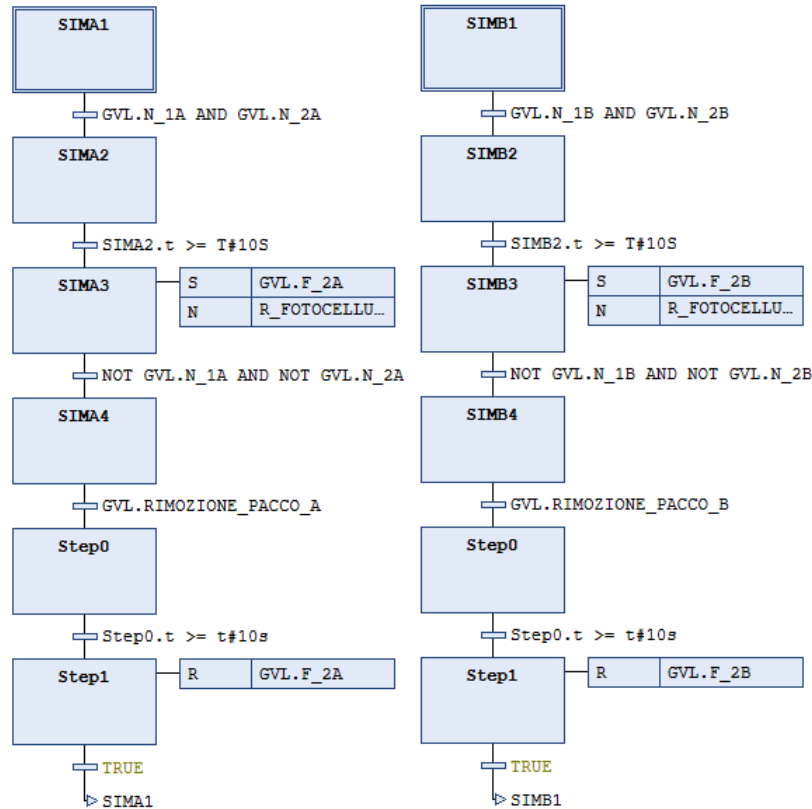 SIMA1
GVL.N_1A AND GVL.N_2A
SIMA2
SIMA2.t >= T#10S
SIMA3
S GVL.F_2A
N R_FOTOCELLU...
NOT GVL.N_1A AND NOT GVL.N_2A
SIMA4
GVL.RIMOZIONE_PACCO_A
Step0
Step0.t >= t#10s
Step1
R GVL.F_2A
TRUE
SIMA1
SIMB1
GVL.N_1B AND GVL.N_2B
SIMB2
SIMB2.t >= T#10S
SIMB3
S GVL.F_2B
N R_FOTOCELLU...
NOT GVL.N_1B AND NOT GVL.N_2B
SIMB4
GVL.RIMOZIONE_PACCO_B
Step0
Step0.t >= t#10s
Step1
R GVL.F_2B
TRUE
SIMB1